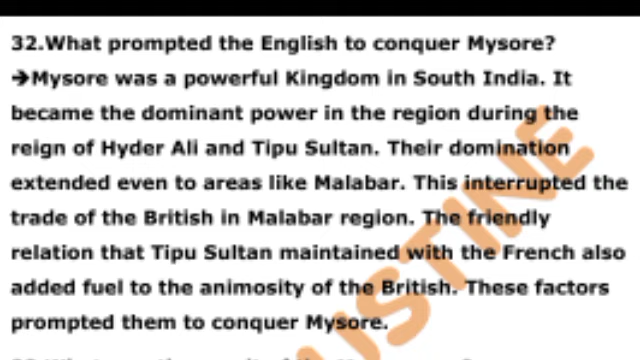 32.What prompted the English to conquer Mysore?
➔Mysore was a powerful Kingdom in South India. It
became the dominant power in the region during the
reign of Hyder Ali and Tipu Sultan. Their domination
extended even to areas like Malabar. This interrupted the
trade of the British in Malabar region. The friendly
relation that Tipu Sultan maintained with the French also
added fuel to the animosity of the British. These factors
prompted them to conquer Mysore.